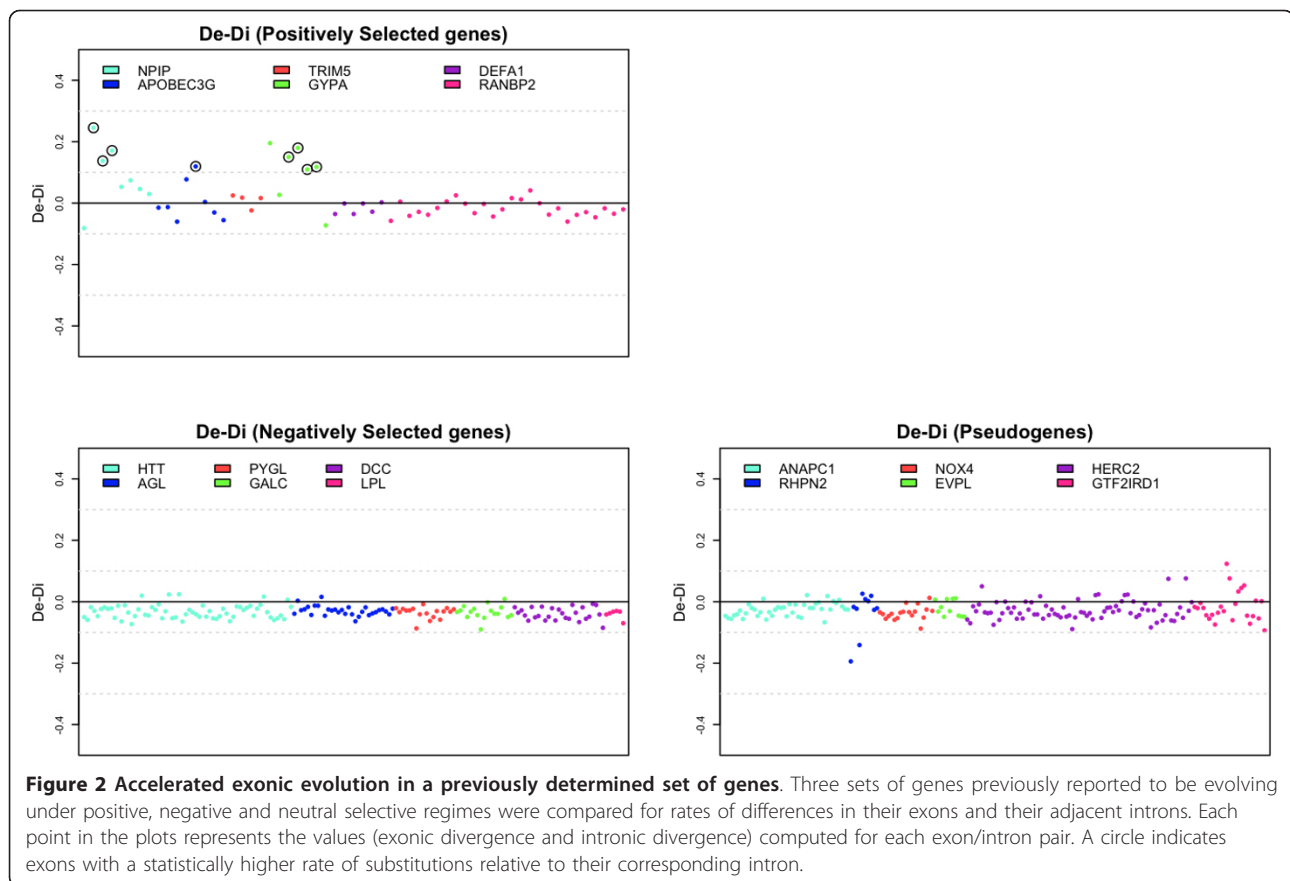 De-Di (Positively Selected genes)
NPIP TRIM5 DEFA1
APOBEC3G GYPA RANBP2
De-Di
0.4
0.2
0.0
-0.2
-0.4
De-Di (Negatively Selected genes)
HTT PYGL DCC
AGL GALC LPL
De-Di
0.4
0.2
0.0
-0.2
-0.4
De-Di (Pseudogenes)
ANAPC1 NOX4 HERC2
RHPN2 EVPL GTF2IRD1
De-Di
0.4
0.2
0.0
-0.2
-0.4
Figure 2 Accelerated exonic evolution in a previously determined set of genes. Three sets of genes previously reported to be evolving
under positive, negative and neutral selective regimes were compared for rates of differences in their exons and their adjacent introns. Each
point in the plots represents the values (exonic divergence and intronic divergence) computed for each exon/intron pair. A circle indicates
exons with a statistically higher rate of substitutions relative to their corresponding intron.